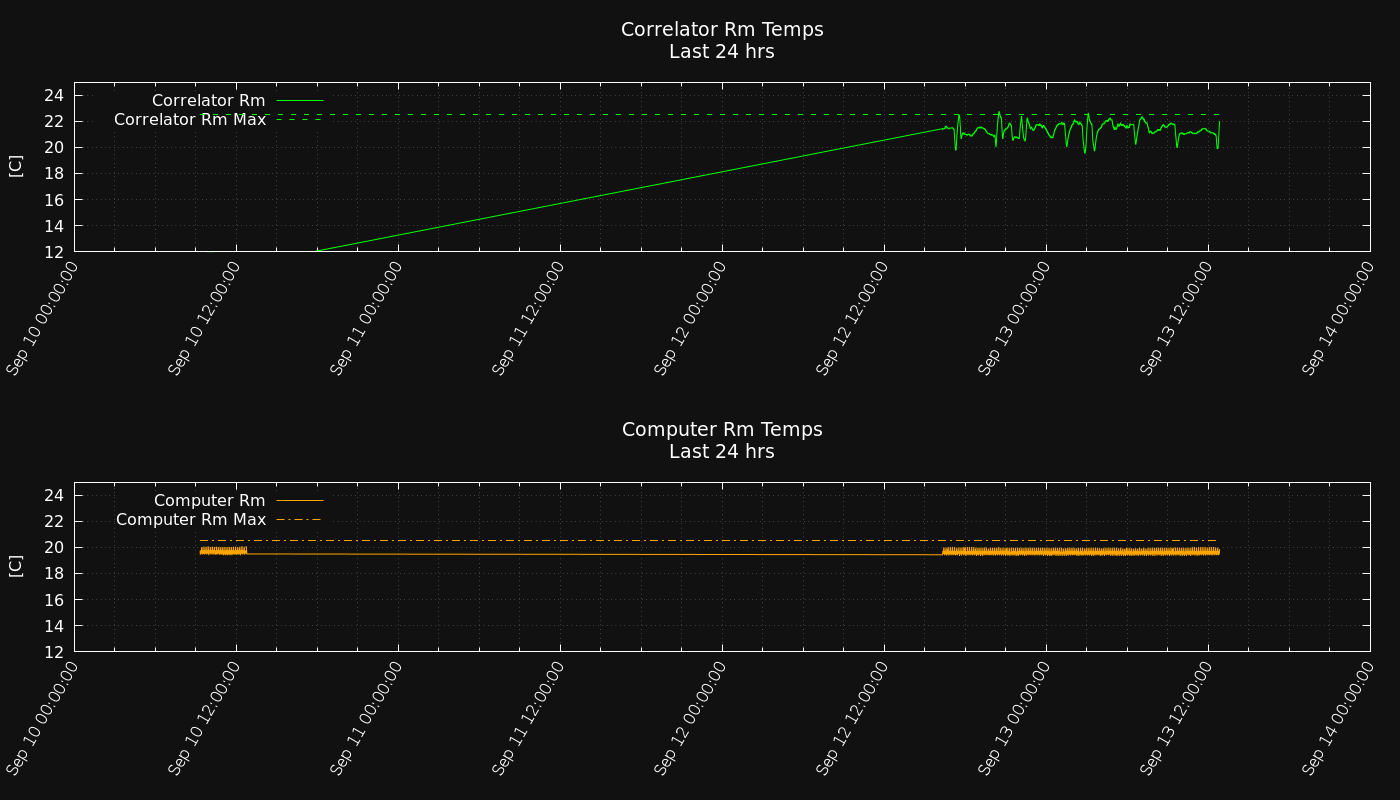 Correlator Rm Temps
Last 24 hrs
Correlator Rm
Correlator Rm Max
[C]
24
22
20
18
16
14
12
Sep 10 00:00:00
Sep 10 12:00:00
Sep 11 00:00:00
Sep 11 12:00:00
Sep 12 00:00:00
Sep 12 12:00:00
Sep 13 00:00:00
Sep 13 12:00:00
Sep 14 00:00:00
Computer Rm Temps
Last 24 hrs
Computer Rm
Computer Rm Max
[C]
24
22
20
18
16
14
12
Sep 10 00:00:00
Sep 10 12:00:00
Sep 11 00:00:00
Sep 11 12:00:00
Sep 12 00:00:00
Sep 12 12:00:00
Sep 13 00:00:00
Sep 13 12:00:00
Sep 14 00:00:00